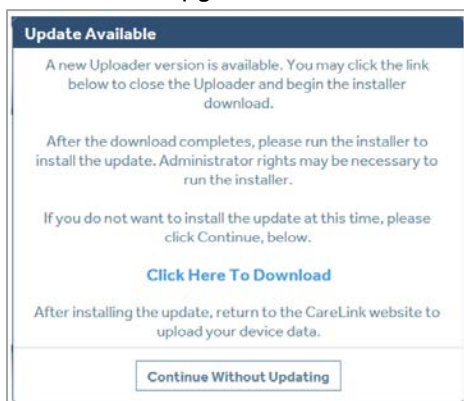 Update Available
A new Uploader version is available. You may click the link
below to close the Uploader and begin the installer
download.
After the download completes, please run the installer to
install the update. Administrator rights may be necessary to
run the installer.
If you do not want to install the update at this time, please
click Continue, below.
Click Here To Download
After installing the update, return to the CareLink website to
upload your device data.
Continue Without Updating